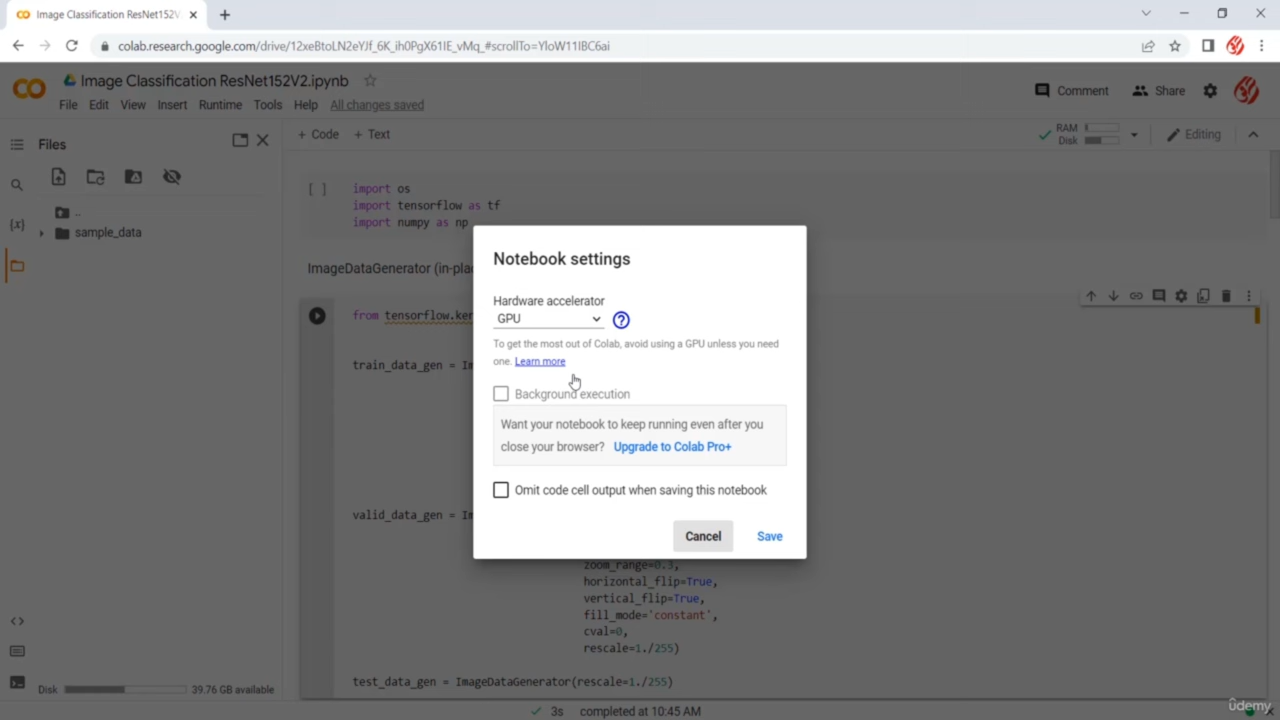 Image Classification ResNet152V
colab.research.google.com/drive/12xeBtoLN2eYJf_6K_ih0PgX61IE_vMq_#scrollTo=YloW11IBC6ai
Image Classification ResNet152V2.ipynb
Comment
Share
File Edit View Insert Runtime Tools Help All changes saved
Files
+ Code + Text
RAM
Disk
Editing
..
sample_data
[ ]
import os
import tensorflow as tf
import numpy as np
ImageDataGenerator (in-plac
from tensorflow.ker
train_data_gen = Im
valid_data_gen = Im
Notebook settings
Hardware accelerator
GPU
To get the most out of Colab, avoid using a GPU unless you need
one. Learn more
Background execution
Want your notebook to keep running even after you
close your browser? Upgrade to Colab Pro+
Omit code cell output when saving this notebook
Cancel Save
zoom_range=0.3,
horizontal_flip=True,
vertical_flip=True,
fill_mode='constant',
cval=0,
rescale=1./255)
test_data_gen = ImageDataGenerator(rescale=1./255)
Disk
39.76 GB available
3s completed at 10:45 AM
ûdemy